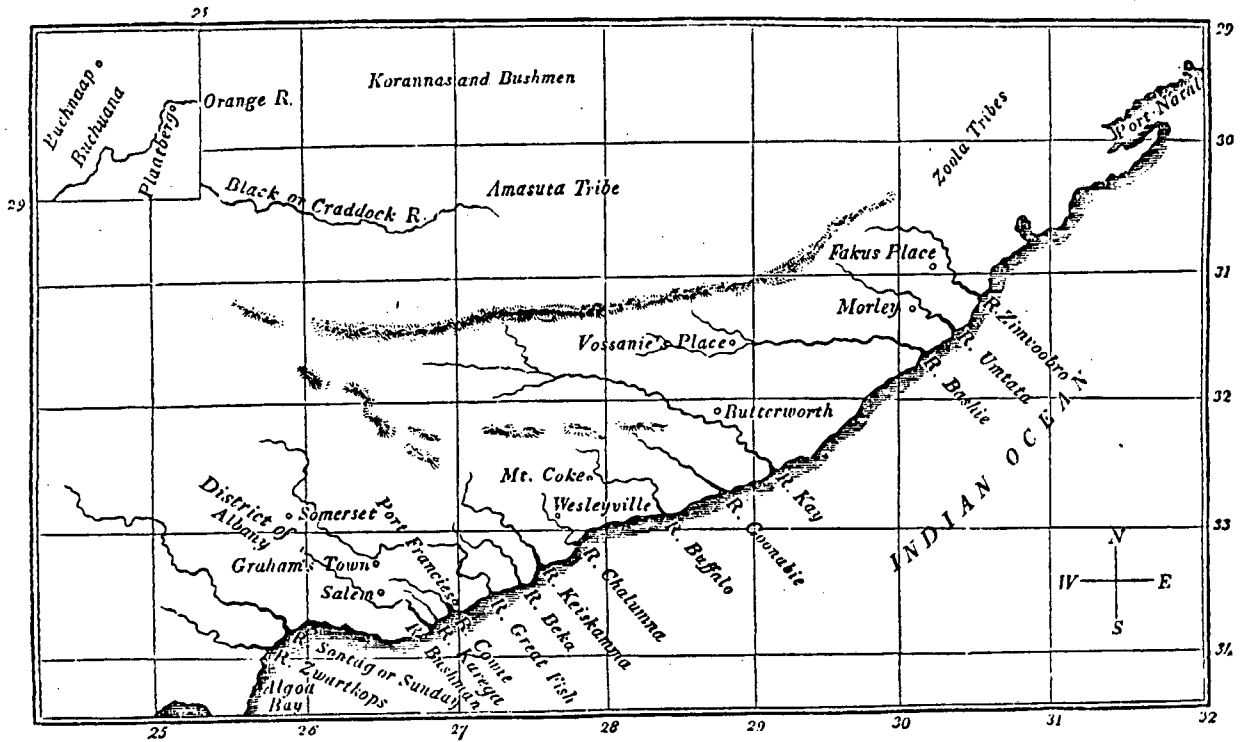 25
29
Korannas and Bushmen
Buchnaap
Buchuana
Plaatberg
Orange R.
Zoola Tribes
Port Natal
30
Black or Craddock R.
Amasuta Tribe
29
Fakus Place
31
Morley
R. Zimvoobro
Vossanie's Place
R. Umtata
R. Bashie
Butterworth
32
Mt. Coke
Wesleyville
R. Kay
R. Goonabie
INDIAN OCEAN
District of
Albany
Somerset
Port
Franciese
33
Graham's Town
Salem
R. Buffalo
R. Chalumna
R. Keiskamma
R. Beka
R. Great Fish
R. Cowie
R. Karega
R. Bushman
R. Sontag or Sunday
R. Zwartkops
Algoa
Bay
N
W
E
S
34
25
26
27
28
29
30
31
32